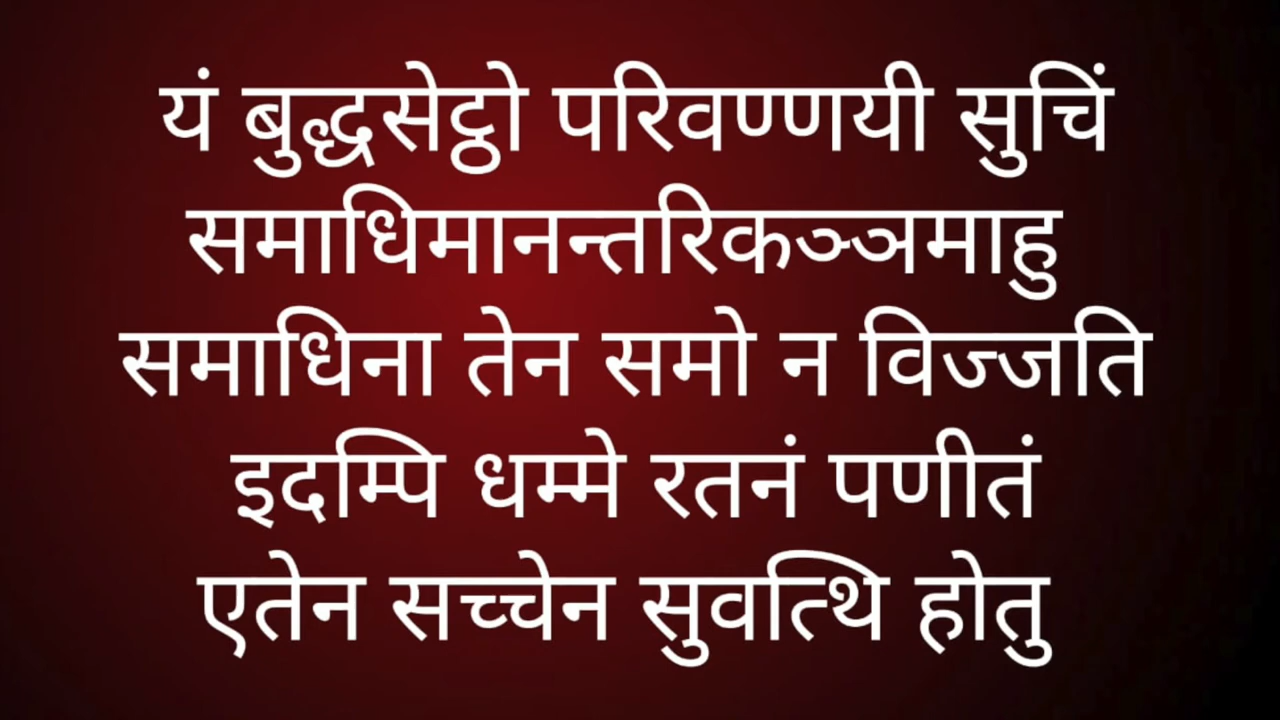 यं बुद्धसेट्ठो परिवण्णयी सुचिं
समाधिमानन्तरिकञ्ञमाहु
समाधिना तेन समो न विज्जति
इदम्पि धम्मे रतनं पणीतं
एतेन सच्चेन सुवत्थि होतु